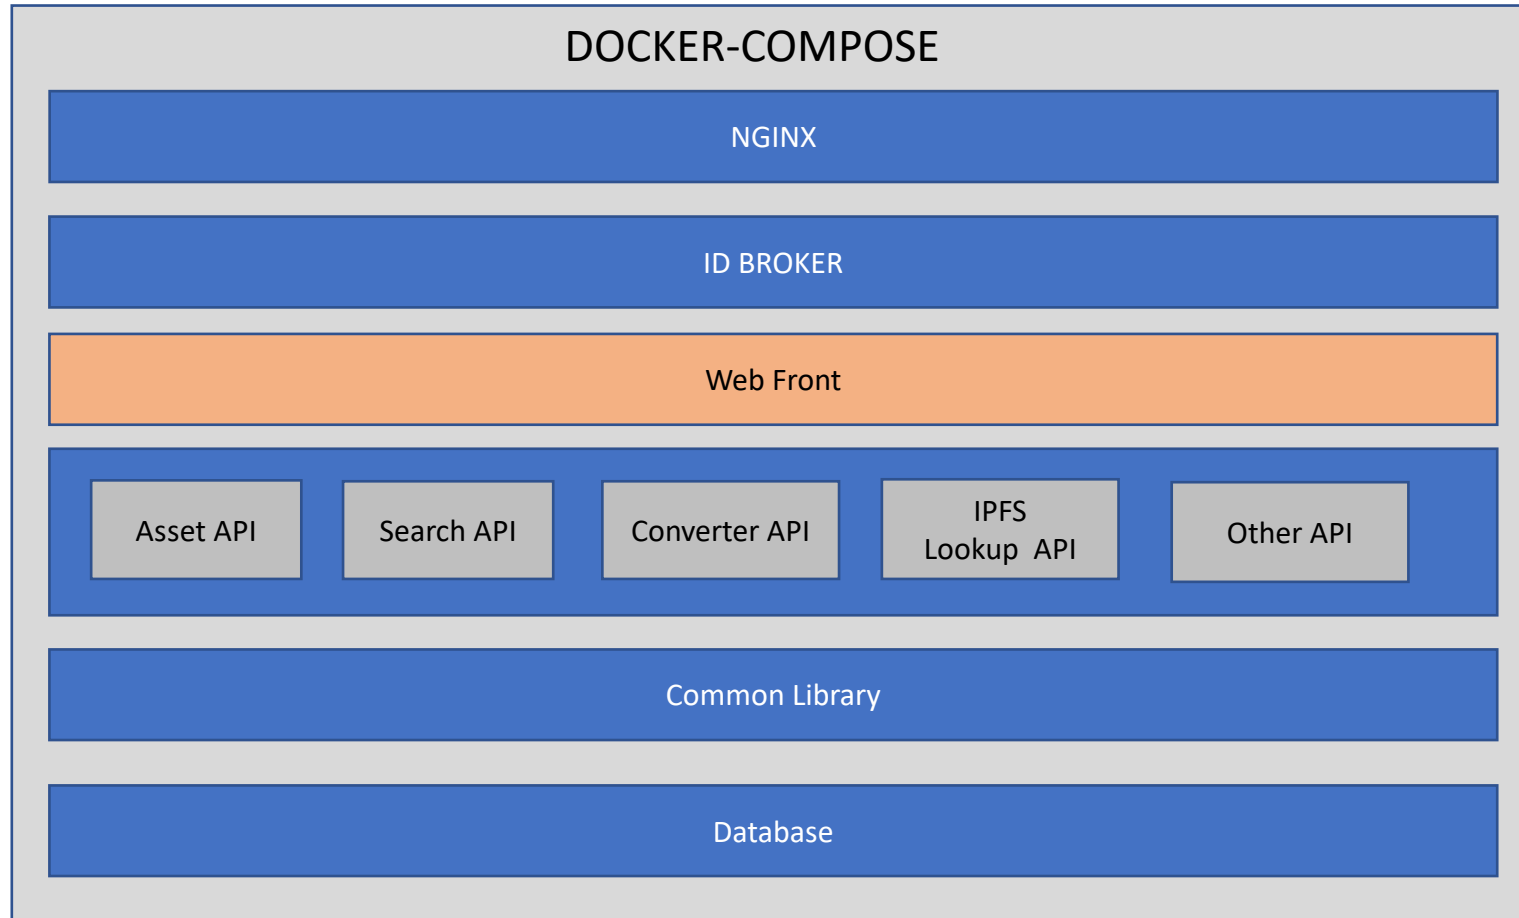 DOCKER-COMPOSE
NGINX
ID BROKER
Web Front
Asset API
Search API
Converter API
IPFS
Lookup API
Other API
Common Library
Database